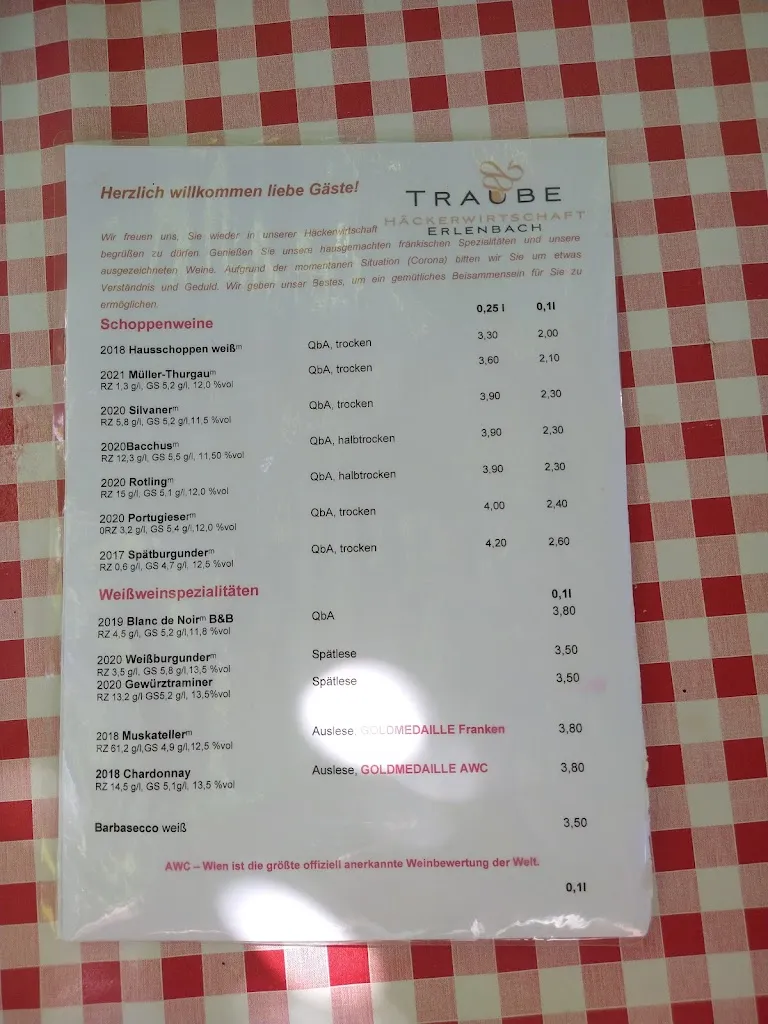 Herzlich willkommen liebe Gäste!
TRAUBE
HÄCKERWIRTSCHAFT
ERLENBACH
Wir freuen uns, Sie wieder in unserer Häckerwirtschaft
begrüßen zu dürfen. Genießen Sie unsere hausgemachten fränkischen Spezialitäten und unsere
ausgezeichneten Weine. Aufgrund der momentanen Situation (Corona) bitten wir Sie um etwas
Verständnis und Geduld. Wir geben unser Bestes, um ein gemütliches Beisammensein für Sie zu
ermöglichen.
0,25 l 0,1l
Schoppenweine
2018 Hausschoppen weißᵐ QbA, trocken 3,30 2,00
2021 Müller-Thurgauᵐ QbA, trocken 3,60 2,10
RZ 1,3 g/l, GS 5,2 g/l, 12,0 %vol
2020 Silvanerᵐ QbA, trocken 3,90 2,30
RZ 5,8 g/l, GS 5,2 g/l,11,5 %vol
2020Bacchusᵐ QbA, halbtrocken 3,90 2,30
RZ 12,3 g/l, GS 5,5 g/l, 11,50 %vol
2020 Rotlingᵐ QbA, halbtrocken 3,90 2,30
RZ 15 g/l, GS 5,1 g/l,12,0 %vol
2020 Portugieserᵐ QbA, trocken 4,00 2,40
0RZ 3,2 g/l, GS 5,4 g/l,12,0 %vol
2017 Spätburgunderᵐ QbA, trocken 4,20 2,60
RZ 0,6 g/l, GS 4,7 g/l, 12,5 %vol
Weißweinspezialitäten 0,1l
2019 Blanc de Noirᵐ B&B QbA 3,80
RZ 4,5 g/l, GS 5,2 g/l,11,8 %vol
2020 Weißburgunderᵐ Spätlese 3,50
RZ 3,5 g/l, GS 5,8 g/l,13,5 %vol
2020 Gewürztraminer Spätlese 3,50
RZ 13,2 g/l GS5,2 g/l, 13,5%vol
2018 Muskatellerᵐ Auslese, GOLDMEDAILLE Franken 3,80
RZ 61,2 g/l,GS 4,9 g/l,12,5 %vol
2018 Chardonnay Auslese, GOLDMEDAILLE AWC 3,80
RZ 14,5 g/l, GS 5,1g/l, 13,5 %vol
Barbasecco weiß 3,50
AWC – Wien ist die größte offiziell anerkannte Weinbewertung der Welt.
0,1l